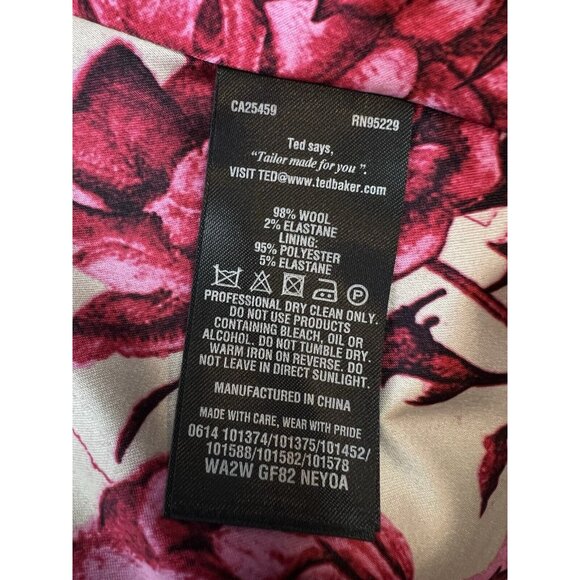 CA25459 RN95229
Ted says,
"Tailor made for you".
VISIT TED@www.tedbaker.com
98% WOOL
2% ELASTANE
LINING:
95% POLYESTER
5% ELASTANE
P
PROFESSIONAL DRY CLEAN ONLY.
DO NOT USE PRODUCTS
CONTAINING BLEACH, OIL OR
ALCOHOL. DO NOT TUMBLE DRY.
WARM IRON ON REVERSE. DO
NOT LEAVE IN DIRECT SUNLIGHT.
MANUFACTURED IN CHINA
MADE WITH CARE, WEAR WITH PRIDE
0614 101374/101375/101452/
101588/101582/101578
WA2W GF82 NEYOA